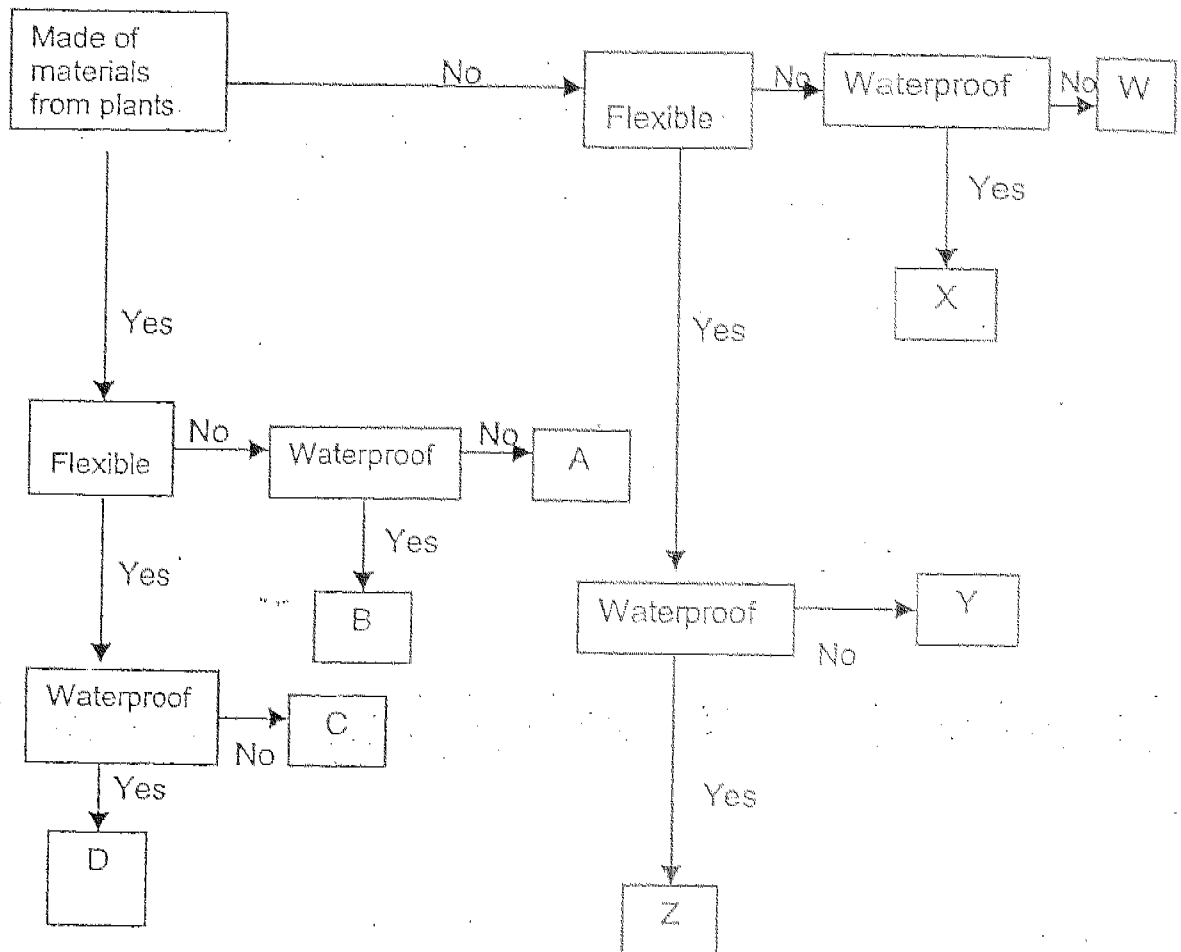 Made of
materials
from plants
No
Flexible
No
Waterproof
No
W
Yes
X
Yes
Yes
Flexible
No
Waterproof
No
A
Yes
B
Yes
Waterproof
No
Y
Waterproof
No
C
Yes
D
Yes
Z